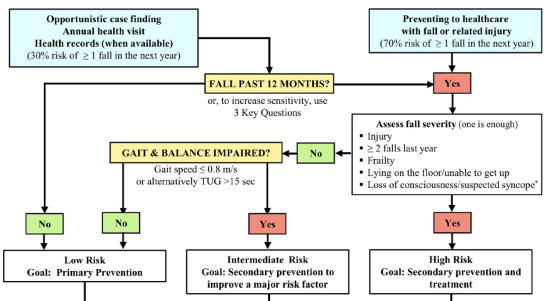 Opportunistic case finding
Annual health visit
Health records (when available)
(30% risk of ≥ 1 fall in the next year)
Presenting to healthcare
with fall or related injury
(70% risk of ≥ 1 fall in the next year)
FALL PAST 12 MONTHS?
or, to increase sensitivity, use
3 Key Questions
Yes
Assess fall severity (one is enough)
▪ Injury
▪ ≥ 2 falls last year
▪ Frailty
▪ Lying on the floor/unable to get up
▪ Loss of consciousness/suspected syncope*
No
GAIT & BALANCE IMPAIRED?
Gait speed ≤ 0.8 m/s
or alternatively TUG >15 sec
No
No
Yes
Yes
Low Risk
Goal: Primary Prevention
Intermediate Risk
Goal: Secondary prevention to
improve a major risk factor
High Risk
Goal: Secondary prevention and
treatment